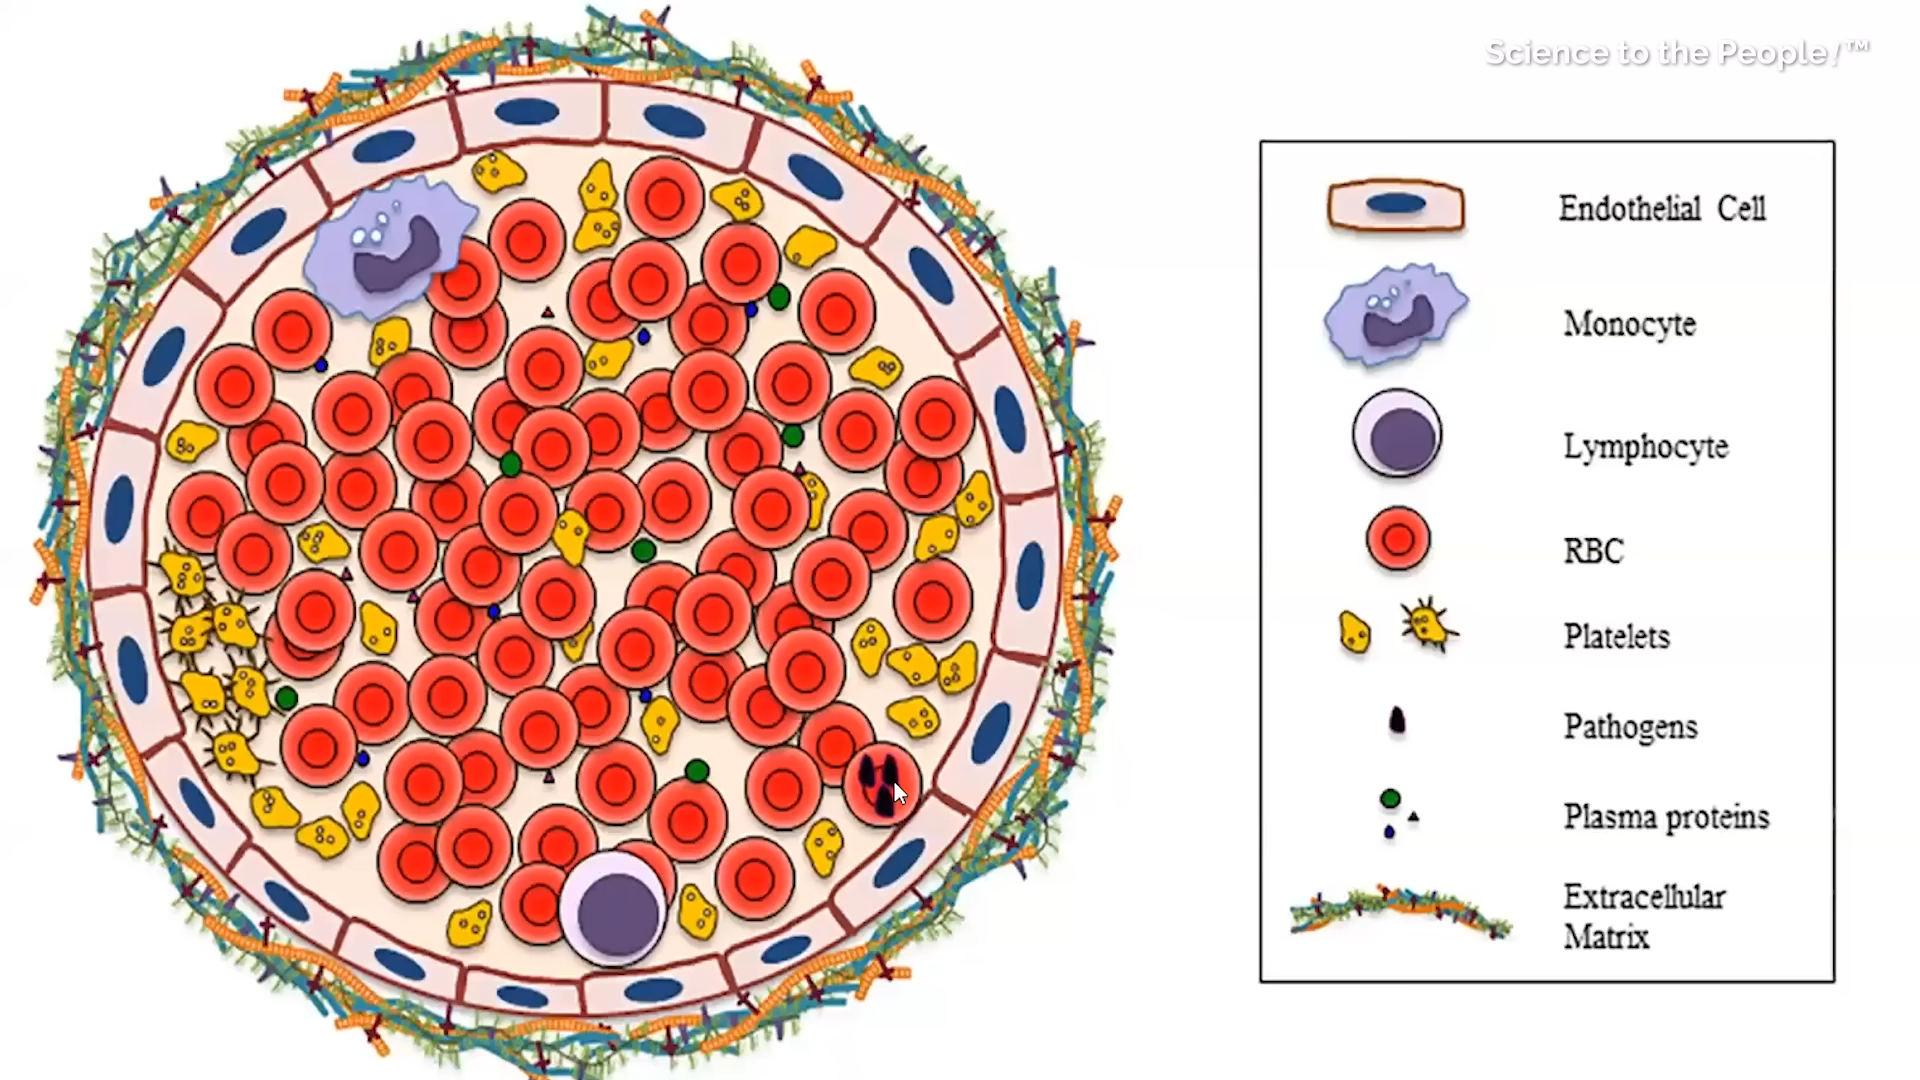 Science to the People!™
Endothelial Cell
Monocyte
Lymphocyte
RBC
Platelets
Pathogens
Plasma proteins
Extracellular
Matrix